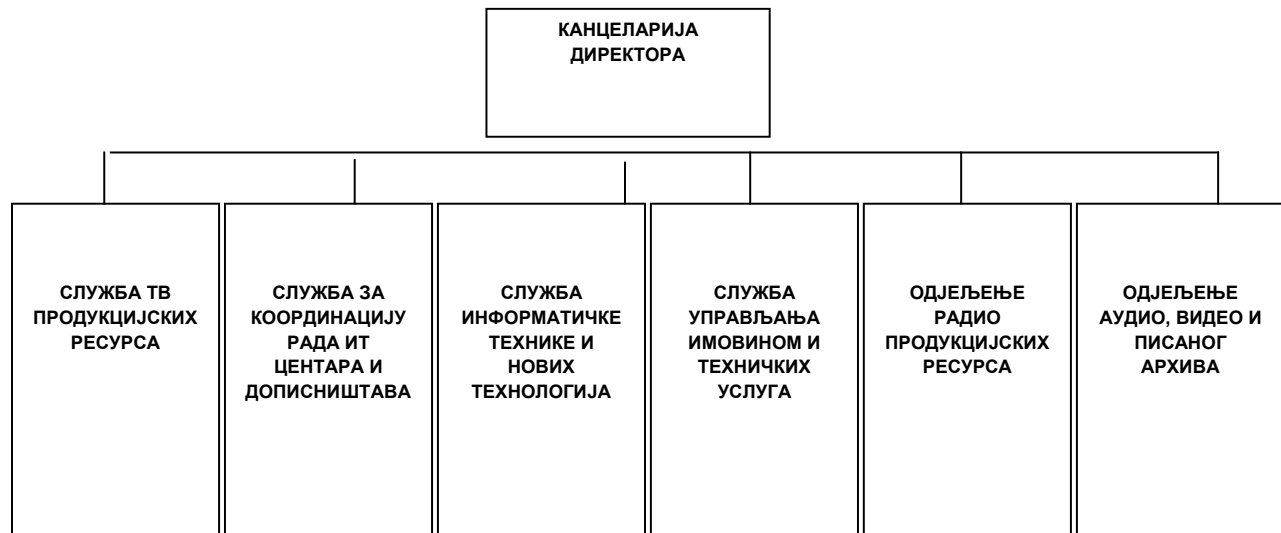 КАНЦЕЛАРИЈА
ДИРЕКТОРА
СЛУЖБА ТВ
ПРОДУКЦИЈСКИХ
РЕСУРСА
СЛУЖБА ЗА
КООРДИНАЦИЈУ
РАДА ИТ
ЦЕНТАРА И
ДОПИСНИШТАВА
СЛУЖБА
ИНФОРМАТИЧКЕ
ТЕХНИКЕ И
НОВИХ
ТЕХНОЛОГИЈА
СЛУЖБА
УПРАВЉАЊА
ИМОВИНОМ И
ТЕХНИЧКИХ
УСЛУГА
ОДЈЕЉЕЊЕ
РАДИО
ПРОДУКЦИЈСКИХ
РЕСУРСА
ОДЈЕЉЕЊЕ
АУДИО, ВИДЕО И
ПИСАНОГ
АРХИВА